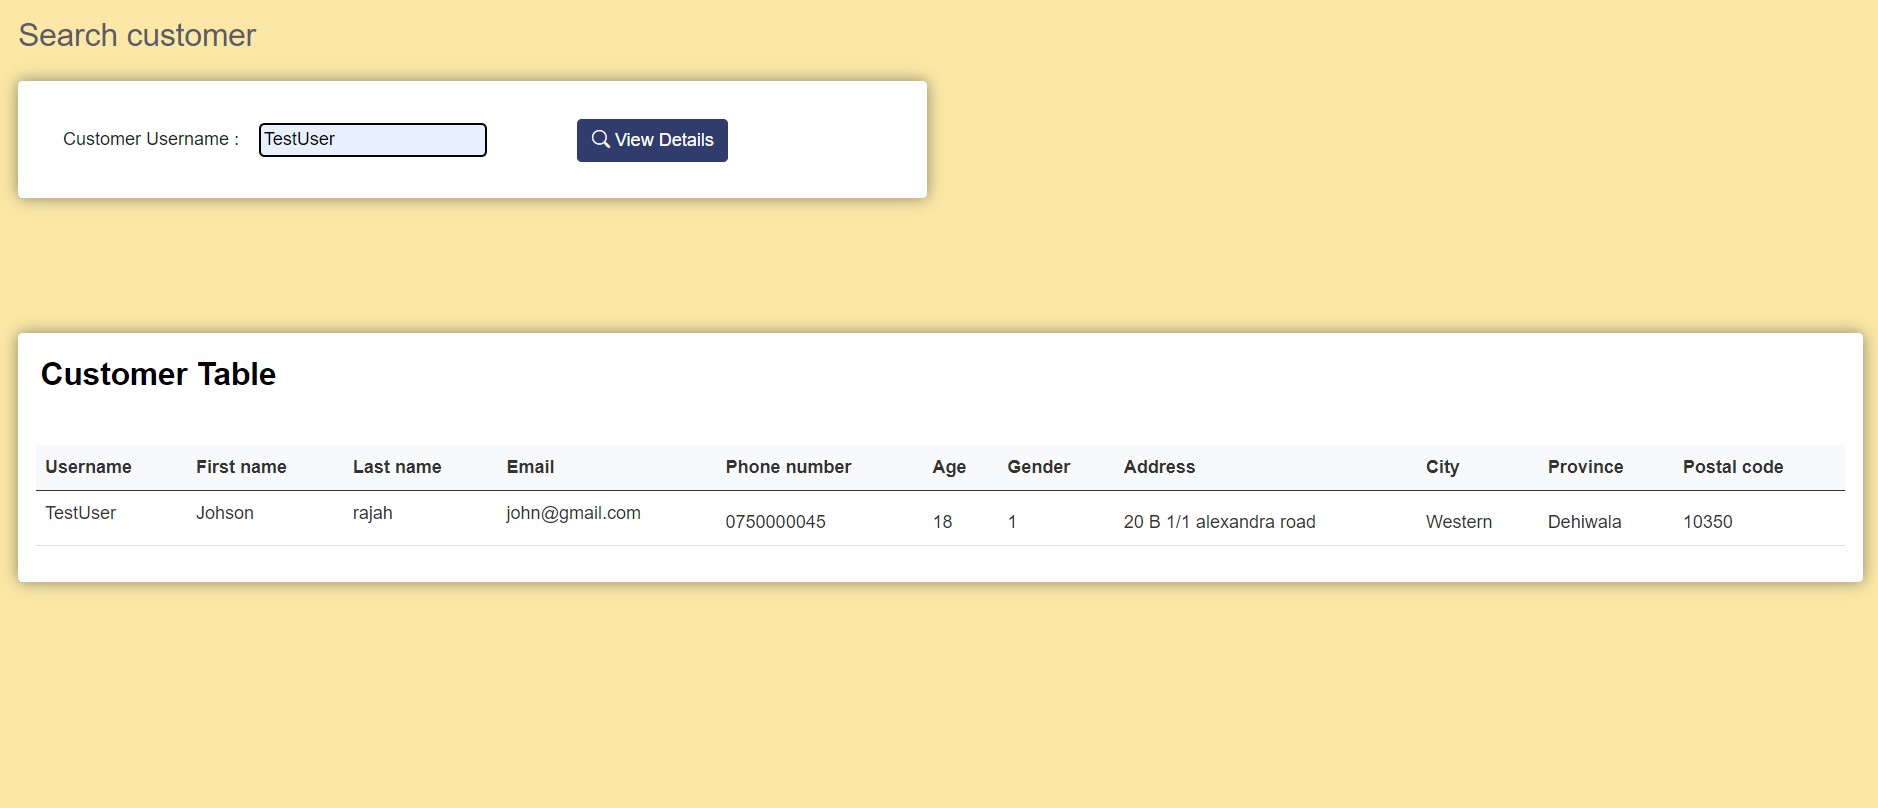 Search customer
Customer Username : TestUser View Details
Customer Table
Username First name Last name Email Phone number Age Gender Address City Province Postal code
TestUser Johson rajah john@gmail.com 0750000045 18 1 20 B 1/1 alexandra road Western Dehiwala 10350